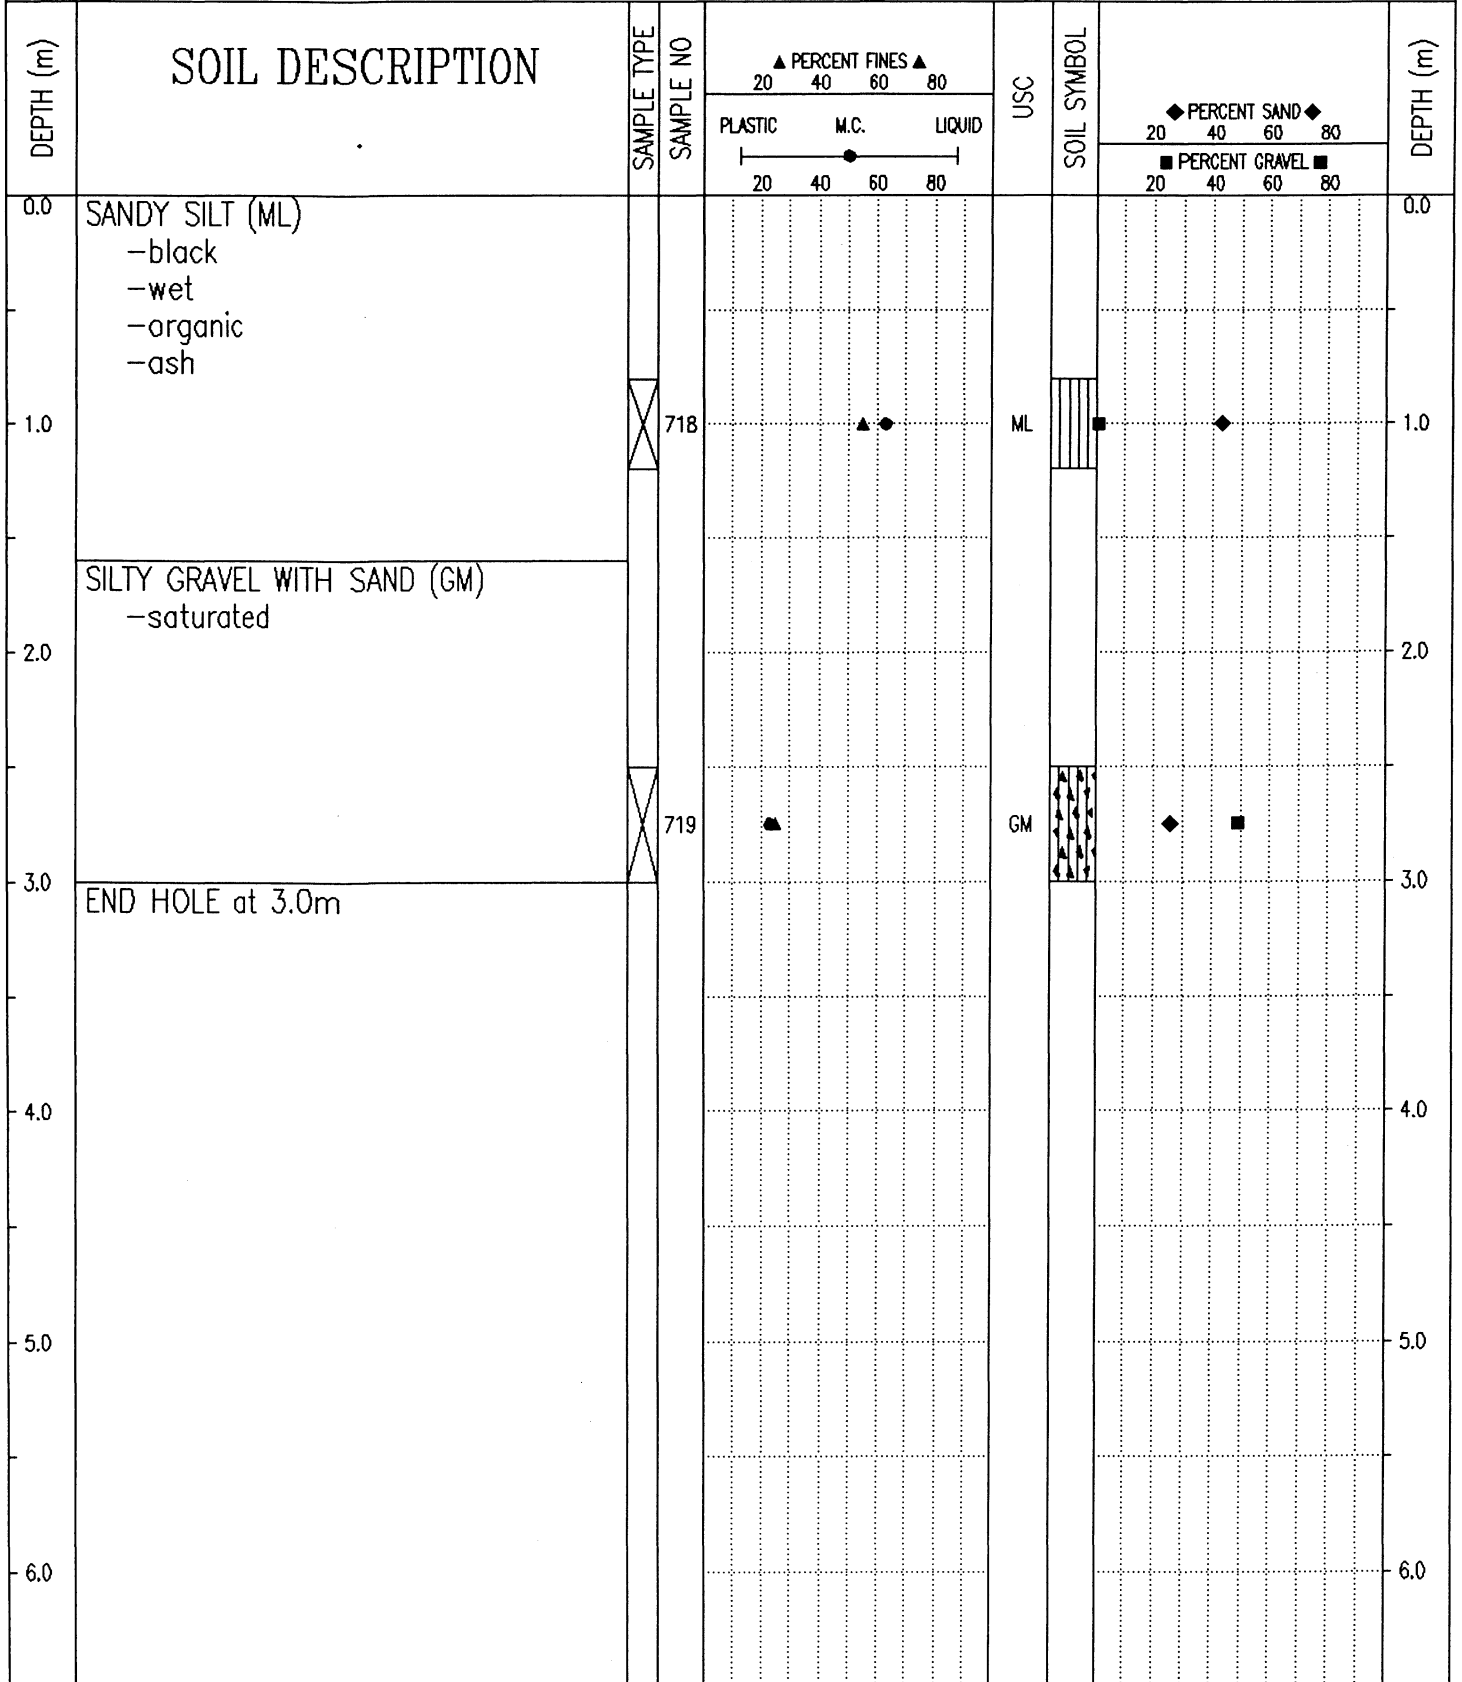 DEPTH (m)
SOIL DESCRIPTION
SAMPLE TYPE
SAMPLE NO
▲ PERCENT FINES ▲
20 40 60 80
PLASTIC M.C. LIQUID
20 40 60 80
USC
SOIL SYMBOL
◆ PERCENT SAND ◆
20 40 60 80
■ PERCENT GRAVEL ■
20 40 60 80
DEPTH (m)
0.0 SANDY SILT (ML) 0.0
-black
-wet
-organic
-ash
1.0 718 ML 1.0
SILTY GRAVEL WITH SAND (GM)
-saturated
2.0 2.0
719 GM
3.0 3.0
END HOLE at 3.0m
4.0 4.0
5.0 5.0
6.0 6.0